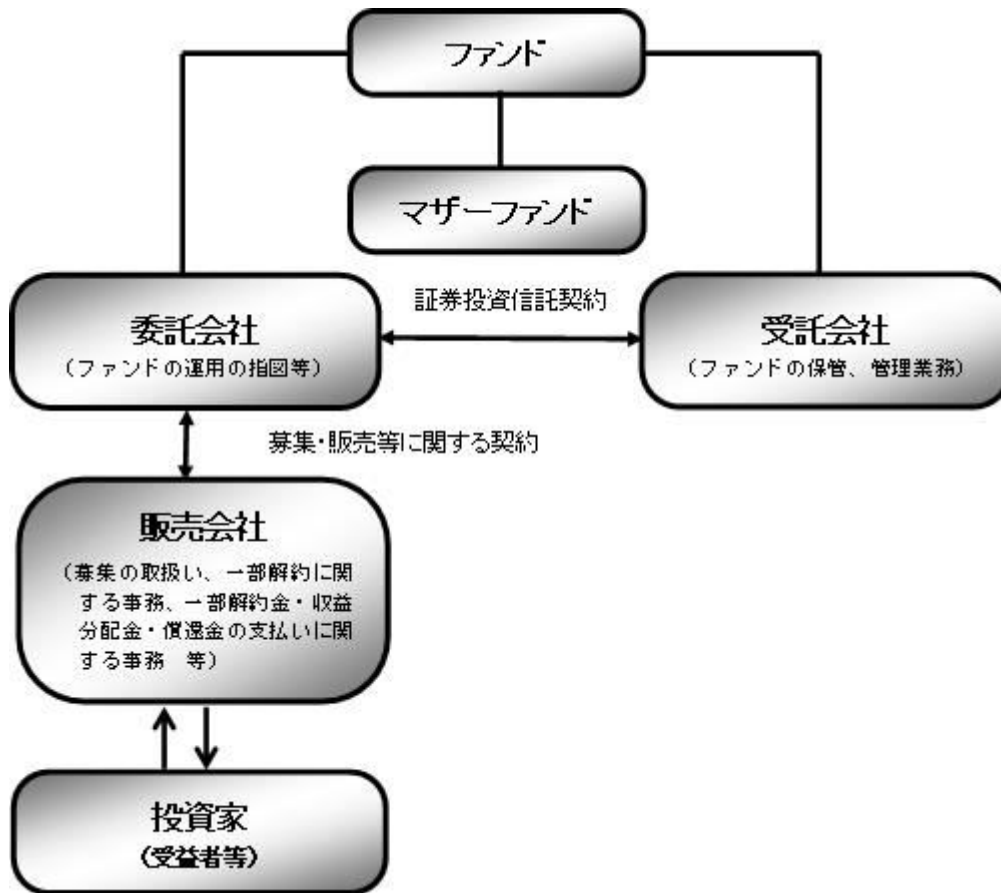 ファンド
マザーファンド
証券投資信託契約
委託会社
(ファンドの運用の指図等)
受託会社
(ファンドの保管、管理業務)
募集・販売等に関する契約
販売会社
(募集の取扱い、一部解約に関
する事務、一部解約金・収益
分配金・償還金の支払いに関
する事務　等)
投資家
(受益者等)